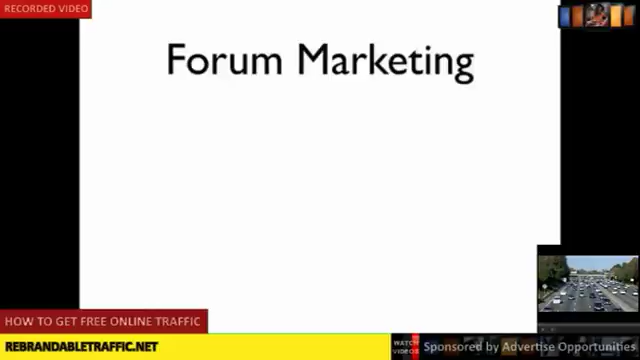 RECORDED VIDEO
Forum Marketing
HOW TO GET FREE ONLINE TRAFFIC
REBRANDABLETRAFFIC.NET
WATCH
VIDEOS
Sponsored by Advertise Opportunities